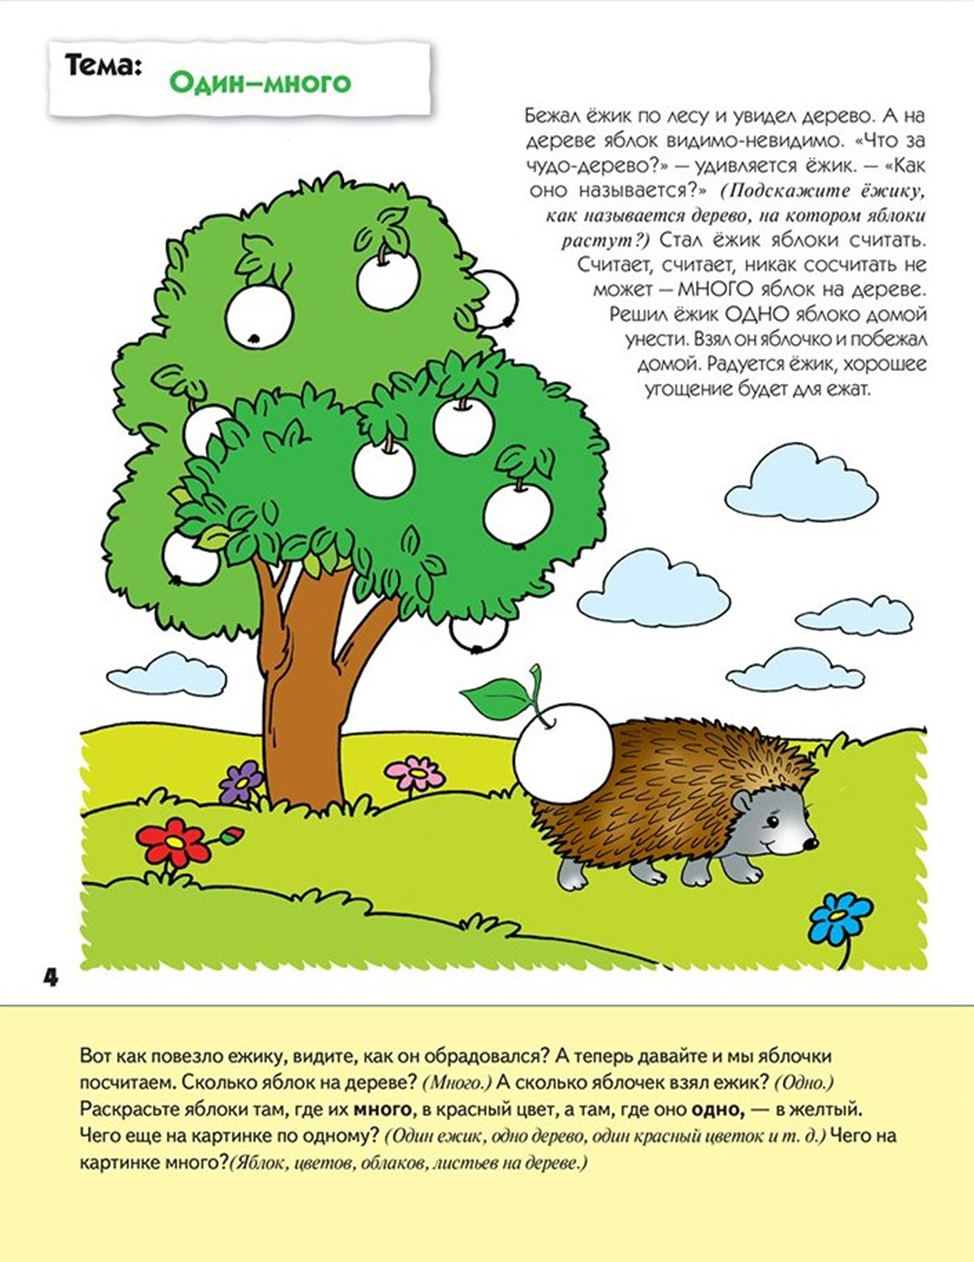 Тема:
Один–много
Бежал ёжик по лесу и увидел дерево. А на
дереве яблок видимо-невидимо. «Что за
чудо-дерево?» — удивляется ёжик. — «Как
оно называется?» (Подскажите ёжику,
как называется дерево, на котором яблоки
растут?) Стал ёжик яблоки считать.
Считает, считает, никак сосчитать не
может — МНОГО яблок на дереве.
Решил ёжик ОДНО яблоко домой
унести. Взял он яблочко и побежал
домой. Радуется ёжик, хорошее
угощение будет для ежат.
4
Вот как повезло ежику, видите, как он обрадовался? А теперь давайте и мы яблочки
посчитаем. Сколько яблок на дереве? (Много.) А сколько яблочек взял ежик? (Одно.)
Раскрасьте яблоки там, где их много, в красный цвет, а там, где оно одно, — в желтый.
Чего еще на картинке по одному? (Один ежик, одно дерево, один красный цветок и т. д.) Чего на
картинке много?(Яблок, цветов, облаков, листьев на дереве.)